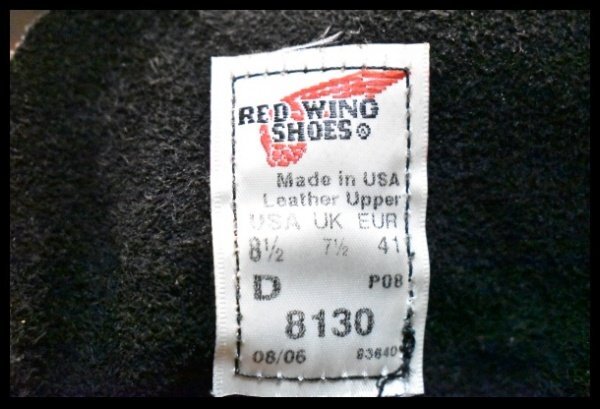 RED WING
SHOES®
Made in USA
Leather Upper
USA UK EUR
8½ 7½ 41
D P08
8130
08/06